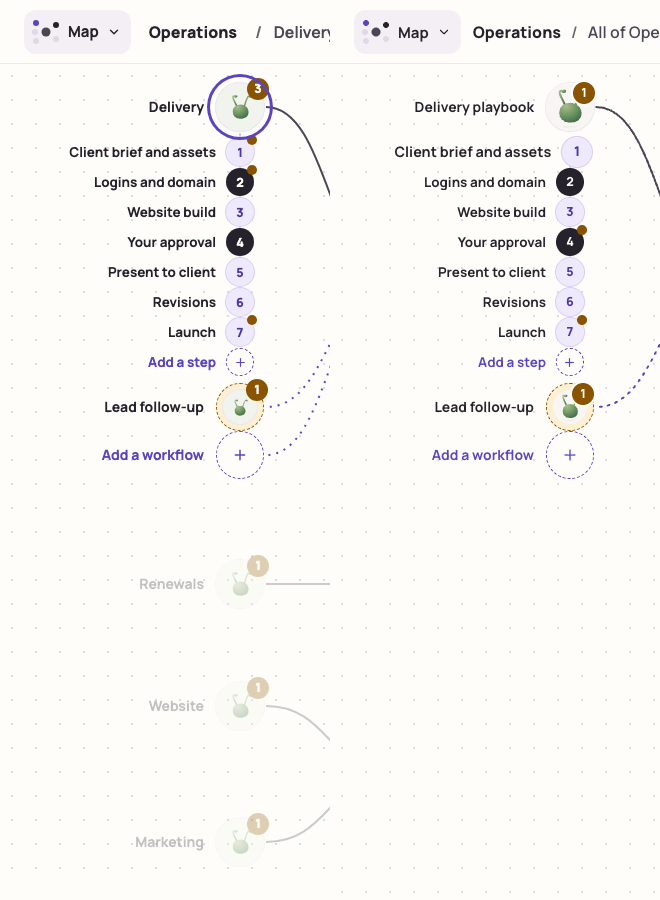 Map
Operations / Delivery
Delivery
3
Client brief and assets 1
Logins and domain 2
Website build 3
Your approval 4
Present to client 5
Revisions 6
Launch 7
Add a step +
Lead follow-up 1
Add a workflow +
Renewals 1
Website 1
Marketing 1
Map
Operations / All of Ope
Delivery playbook 1
Client brief and assets 1
Logins and domain 2
Website build 3
Your approval 4
Present to client 5
Revisions 6
Launch 7
Add a step +
Lead follow-up 1
Add a workflow +